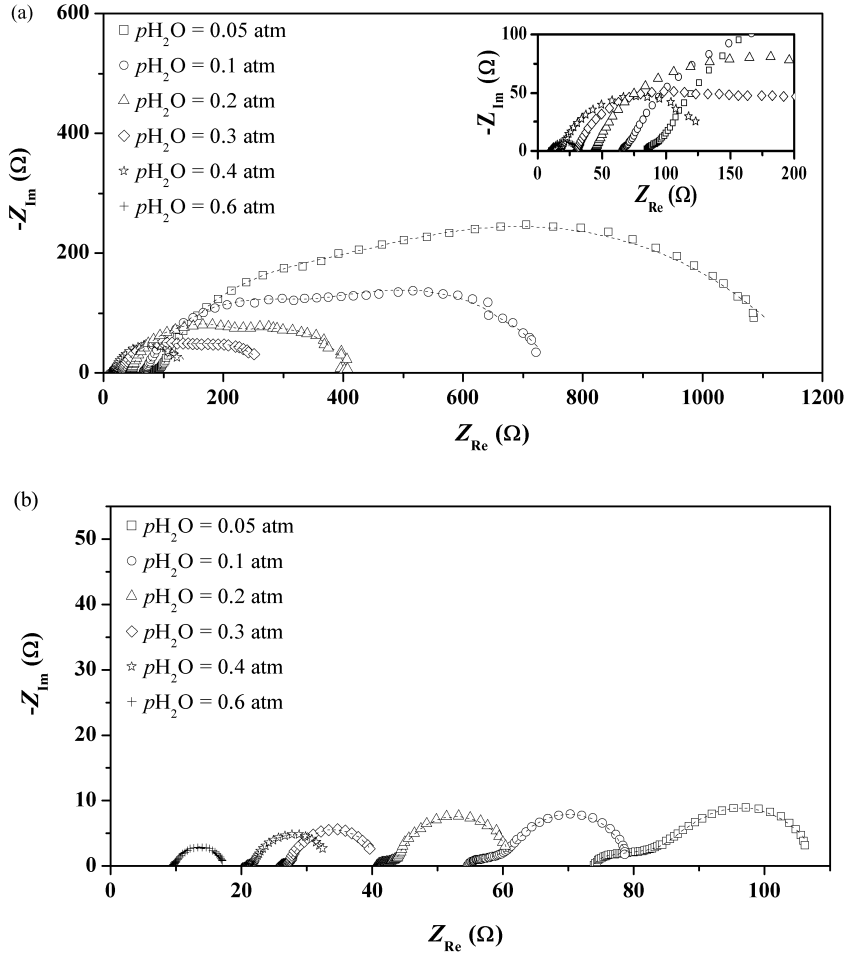 (a)
600
400
200
0
-Z_Im (Ω)
pH₂O = 0.05 atm
pH₂O = 0.1 atm
pH₂O = 0.2 atm
pH₂O = 0.3 atm
pH₂O = 0.4 atm
pH₂O = 0.6 atm
100
50
0
-Z_Im (Ω)
0 50 100 150 200
Z_Re (Ω)
0 200 400 600 800 1000 1200
Z_Re (Ω)
(b)
50
40
30
20
10
0
-Z_Im (Ω)
pH₂O = 0.05 atm
pH₂O = 0.1 atm
pH₂O = 0.2 atm
pH₂O = 0.3 atm
pH₂O = 0.4 atm
pH₂O = 0.6 atm
0 20 40 60 80 100
Z_Re (Ω)